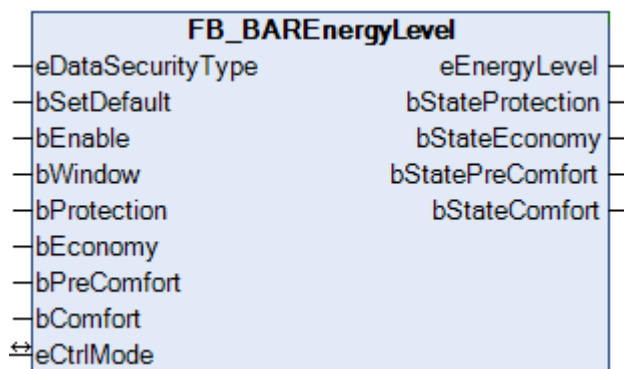 FB_BAREnergyLevel
eDataSecurityType eEnergyLevel
bSetDefault bStateProtection
bEnable bStateEconomy
bWindow bStatePreComfort
bProtection bStateComfort
bEconomy
bPreComfort
bComfort
eCtrlMode